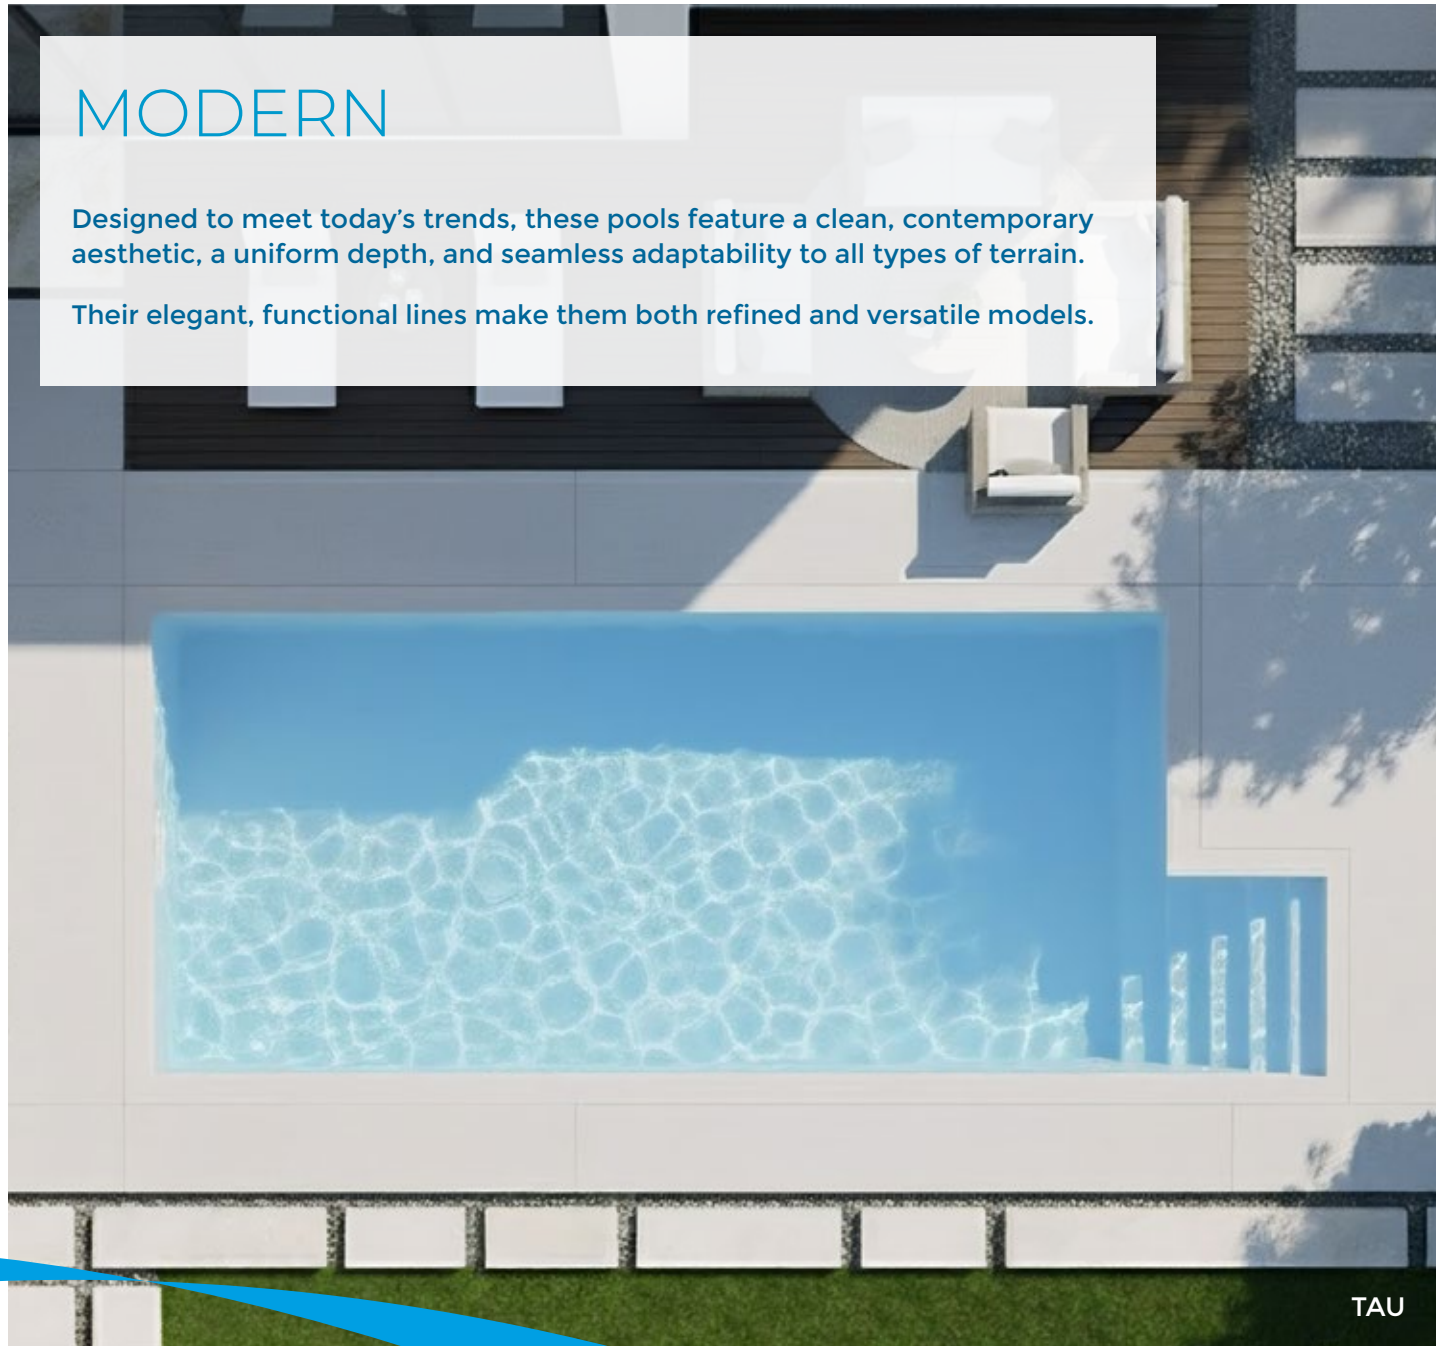 MODERN
Designed to meet today’s trends, these pools feature a clean, contemporary
aesthetic, a uniform depth, and seamless adaptability to all types of terrain.
Their elegant, functional lines make them both refined and versatile models.
TAU